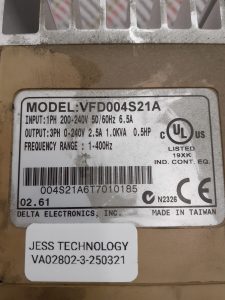 MODEL:VFD004S21A
INPUT:1PH 200-240V 50/60Hz 6.5A
OUTPUT:3PH 0-240V 2.5A 1.0KVA 0.5HP
FREQUENCY RANGE : 1-400Hz
C UL US
LISTED
19XK
IND. CONT. EQ.
004S21A6T7010185
02.61
N2326
DELTA ELECTRONICS, INC.
MADE IN TAIWAN
JESS TECHNOLOGY
VA02802-3-250321